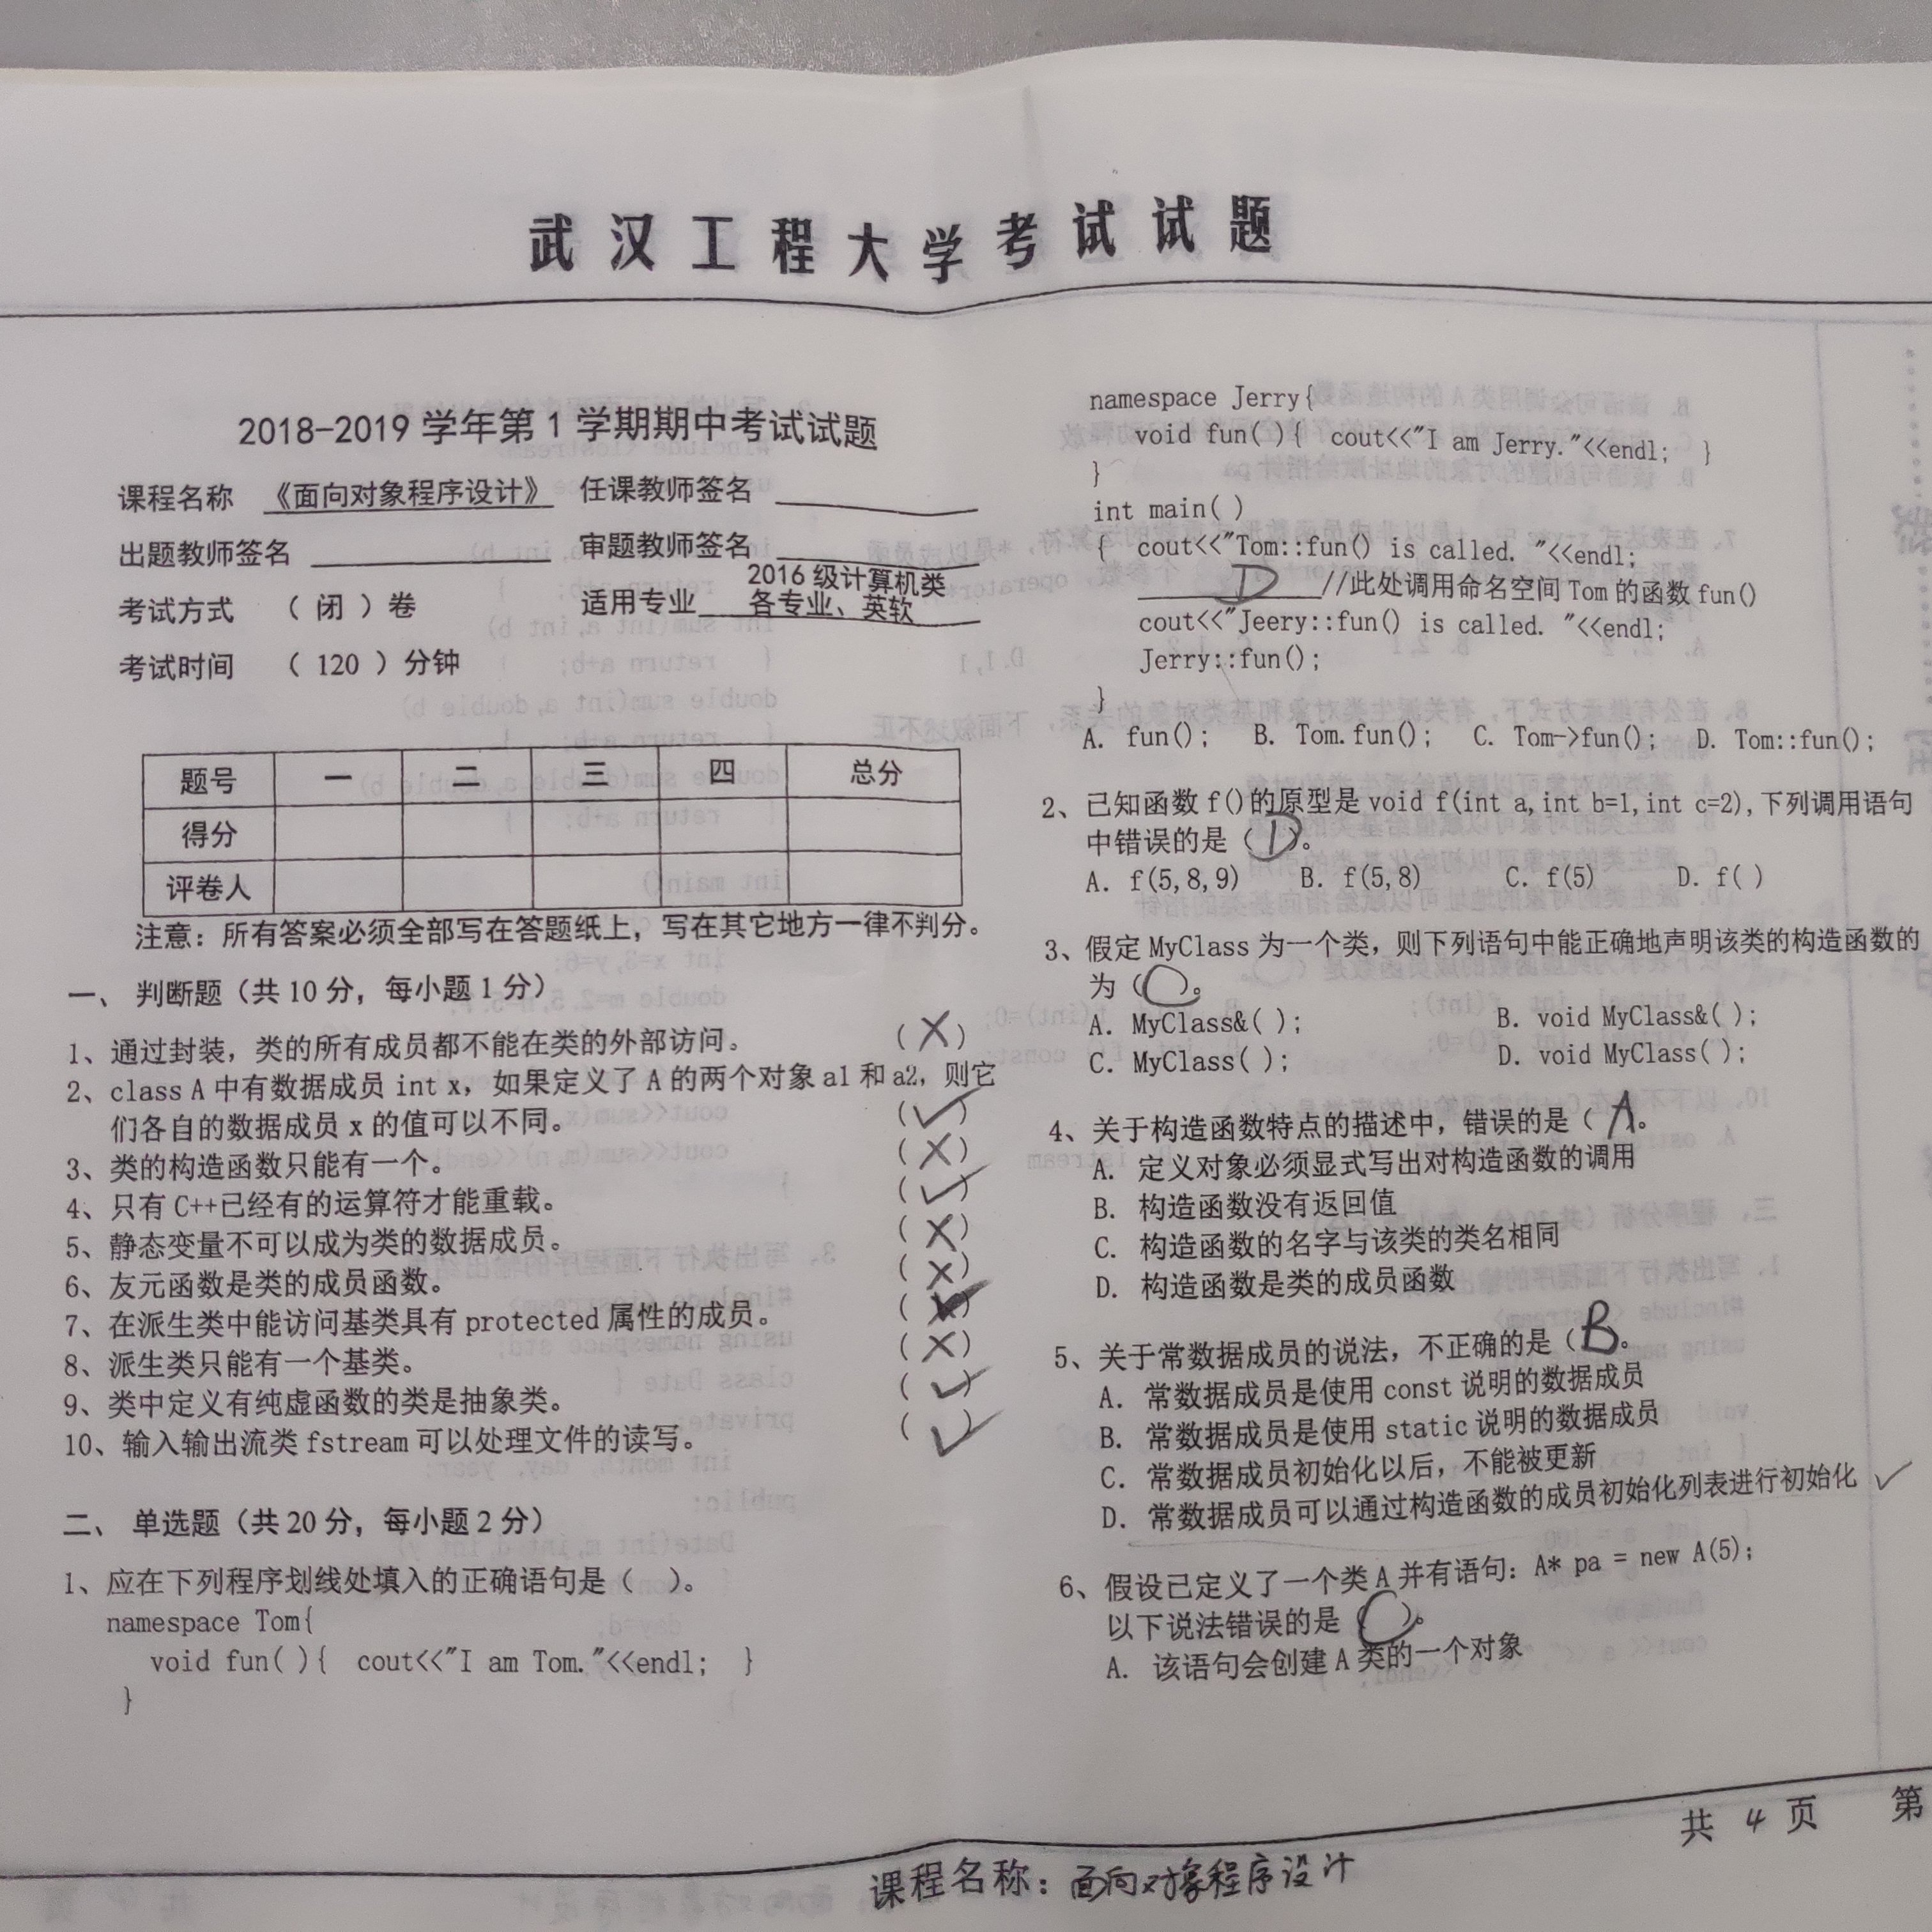 武汉工程大学考试试题
2018-2019 学年第 1 学期期中考试试题
课程名称 《面向对象程序设计》 任课教师签名
出题教师签名 审题教师签名
考试方式 ( 闭 ) 卷 适用专业 2016 级计算机类
各专业、英软
考试时间 ( 120 ) 分钟
题号 一 二 三 四 总分
得分
评卷人
注意：所有答案必须全部写在答题纸上，写在其它地方一律不判分。
一、 判断题（共 10 分，每小题 1 分）
1、通过封装，类的所有成员都不能在类的外部访问。 (X)
2、class A 中有数据成员 int x，如果定义了 A 的两个对象 a1 和 a2，则它
们各自的数据成员 x 的值可以不同。 (✓)
3、类的构造函数只能有一个。 (X)
4、只有 C++已经有的运算符才能重载。 (✓)
5、静态变量不可以成为类的数据成员。 (X)
6、友元函数是类的成员函数。 (X)
7、在派生类中能访问基类具有 protected 属性的成员。 (✓)
8、派生类只能有一个基类。 (X)
9、类中定义有纯虚函数的类是抽象类。 (✓)
10、输入输出流类 fstream 可以处理文件的读写。 (✓)
二、 单选题（共 20 分，每小题 2 分）
1、应在下列程序划线处填入的正确语句是（ ）。
namespace Tom{
void fun( ){ cout<<"I am Tom."<<endl; }
}
namespace Jerry{
void fun( ){ cout<<"I am Jerry."<<endl; }
}
int main( )
{ cout<<"Tom::fun() is called. "<<endl;
D //此处调用命名空间 Tom 的函数 fun()
cout<<"Jeery::fun() is called. "<<endl;
Jerry::fun();
}
A. fun(); B. Tom.fun(); C. Tom->fun(); D. Tom::fun();
2、已知函数 f()的原型是 void f(int a,int b=1,int c=2),下列调用语句
中错误的是（D）。
A. f(5,8,9) B. f(5,8) C. f(5) D. f( )
3、假定 MyClass 为一个类，则下列语句中能正确地声明该类的构造函数的
为（C）。
A. MyClass&( ); B. void MyClass&( );
C. MyClass( ); D. void MyClass( );
4、关于构造函数特点的描述中，错误的是（ A 。
A. 定义对象必须显式写出对构造函数的调用
B. 构造函数没有返回值
C. 构造函数的名字与该类的类名相同
D. 构造函数是类的成员函数
5、关于常数据成员的说法，不正确的是（B。
A. 常数据成员是使用 const 说明的数据成员
B. 常数据成员是使用 static 说明的数据成员
C. 常数据成员初始化以后，不能被更新
D. 常数据成员可以通过构造函数的成员初始化列表进行初始化 ✓
6、假设已定义了一个类 A 并有语句：A* pa = new A(5);
以下说法错误的是（C）。
A. 该语句会创建 A 类的一个对象
共 4 页 第
课程名称：面向对象程序设计